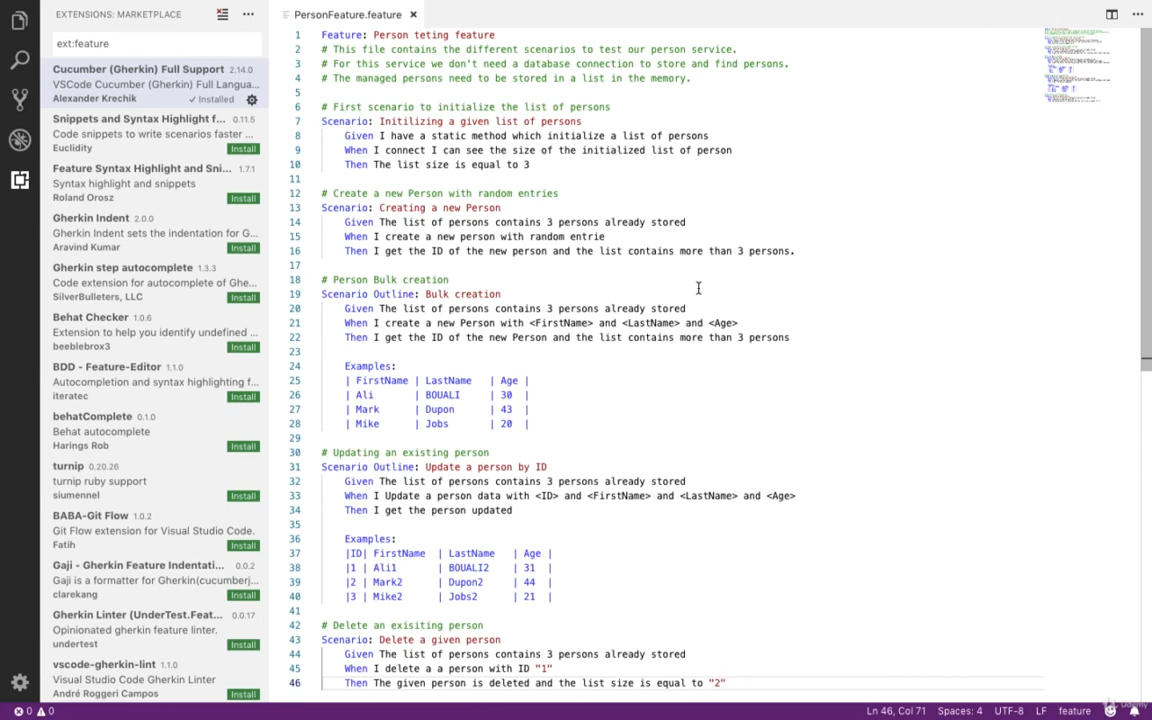 EXTENSIONS: MARKETPLACE
ext:feature
Cucumber (Gherkin) Full Support 2.14.0
VSCode Cucumber (Gherkin) Full Langua...
Alexander Krechik ✓ Installed
Snippets and Syntax Highlight f... 0.11.5
Code snippets to write scenarios faster ...
Euclidity Install
Feature Syntax Highlight and Sni... 1.7.1
Syntax highlight and snippets
Roland Orosz Install
Gherkin Indent 2.0.0
Gherkin Indent sets the indentation for G...
Aravind Kumar Install
Gherkin step autocomplete 1.3.3
Code extension for autocomplete of Ghe...
SilverBulleters, LLC Install
Behat Checker 1.0.6
Extension to help you identify undefined ...
beeblebrox3 Install
BDD - Feature-Editor 1.1.0
Autocompletion and syntax highlighting f...
iteratec Install
behatComplete 0.1.0
Behat autocomplete
Harings Rob Install
turnip 0.20.26
turnip ruby support
siumennel Install
BABA-Git Flow 1.0.2
Git Flow extension for Visual Studio Code.
Fatih Install
Gaji - Gherkin Feature Indentati... 0.0.2
Gaji is a formatter for Gherkin(cucumberj...
clarekang Install
Gherkin Linter (UnderTest.Feat... 0.0.17
Opinionated gherkin feature linter.
undertest Install
vscode-gherkin-lint 1.1.0
Visual Studio Code Gherkin Linter
André Roggeri Campos Install
PersonFeature.feature
1 Feature: Person teting feature
2 # This file contains the different scenarios to test our person service.
3 # For this service we don't need a database connection to store and find persons.
4 # The managed persons need to be stored in a list in the memory.
5
6 # First scenario to initialize the list of persons
7 Scenario: Initilizing a given list of persons
8 Given I have a static method which initialize a list of persons
9 When I connect I can see the size of the initialized list of person
10 Then The list size is equal to 3
11
12 # Create a new Person with random entries
13 Scenario: Creating a new Person
14 Given The list of persons contains 3 persons already stored
15 When I create a new person with random entrie
16 Then I get the ID of the new person and the list contains more than 3 persons.
17
18 # Person Bulk creation
19 Scenario Outline: Bulk creation
20 Given The list of persons contains 3 persons already stored
21 When I create a new Person with <FirstName> and <LastName> and <Age>
22 Then I get the ID of the new Person and the list contains more than 3 persons
23
24 Examples:
25 | FirstName | LastName | Age |
26 | Ali | BOUALI | 30 |
27 | Mark | Dupon | 43 |
28 | Mike | Jobs | 20 |
29
30 # Updating an existing person
31 Scenario Outline: Update a person by ID
32 Given The list of persons contains 3 persons already stored
33 When I Update a person data with <ID> and <FirstName> and <LastName> and <Age>
34 Then I get the person updated
35
36 Examples:
37 |ID| FirstName | LastName | Age |
38 |1 | Ali1 | BOUALI2 | 31 |
39 |2 | Mark2 | Dupon2 | 44 |
40 |3 | Mike2 | Jobs2 | 21 |
41
42 # Delete an exisiting person
43 Scenario: Delete a given person
44 Given The list of persons contains 3 persons already stored
45 When I delete a a person with ID "1"
46 Then The given person is deleted and the list size is equal to "2"
0 0 Ln 46, Col 71 Spaces: 4 UTF-8 LF feature
Udemy